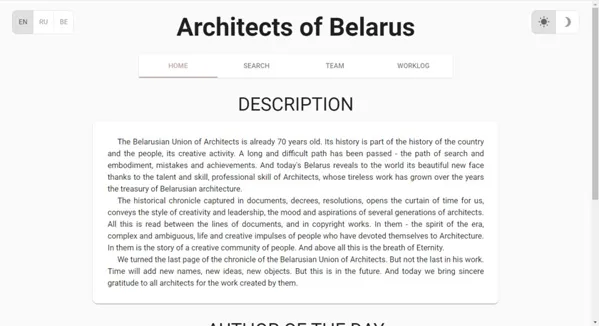 EN RU BE
Architects of Belarus
HOME SEARCH TEAM WORKLOG
DESCRIPTION
The Belarusian Union of Architects is already 70 years old. Its history is part of the history of the country
and the people, its creative activity. A long and difficult path has been passed - the path of search and
embodiment, mistakes and achievements. And today's Belarus reveals to the world its beautiful new face
thanks to the talent and skill, professional skill of Architects, whose tireless work has grown over the years
the treasury of Belarusian architecture.
The historical chronicle captured in documents, decrees, resolutions, opens the curtain of time for us,
conveys the style of creativity and leadership, the mood and aspirations of several generations of architects.
All this is read between the lines of documents, and in copyright works. In them - the spirit of the era,
complex and ambiguous, life and creative impulses of people who have devoted themselves to Architecture.
In them is the story of a creative community of people. And above all this is the breath of Eternity.
We turned the last page of the chronicle of the Belarusian Union of Architects. But not the last in his work.
Time will add new names, new ideas, new objects. But this is in the future. And today we bring sincere
gratitude to all architects for the work created by them.
AUTHOR OF THE DAY